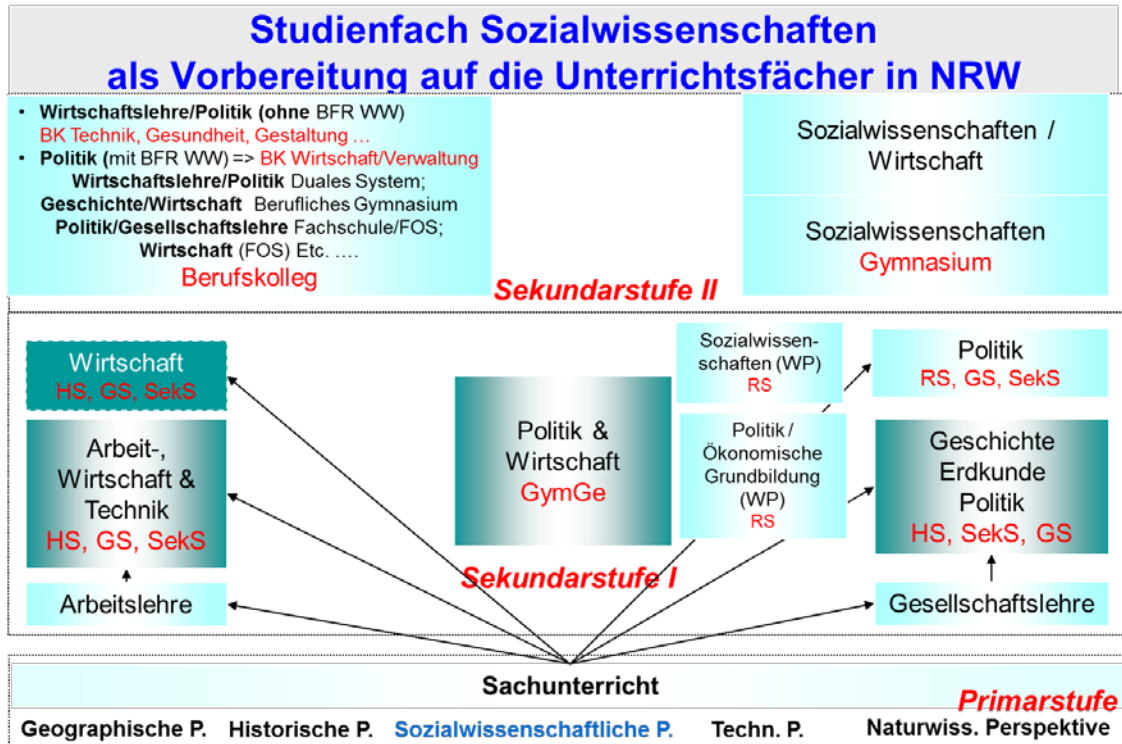 Studienfach Sozialwissenschaften
als Vorbereitung auf die Unterrichtsfächer in NRW
• Wirtschaftslehre/Politik (ohne BFR WW)
BK Technik, Gesundheit, Gestaltung ...
• Politik (mit BFR WW) => BK Wirtschaft/Verwaltung
Wirtschaftslehre/Politik Duales System;
Geschichte/Wirtschaft Berufliches Gymnasium
Politik/Gesellschaftslehre Fachschule/FOS;
Wirtschaft (FOS) Etc. ....
Berufskolleg
Sozialwissenschaften /
Wirtschaft
Sozialwissenschaften
Gymnasium
Sekundarstufe II
Wirtschaft
HS, GS, SekS
Arbeit-,
Wirtschaft &
Technik
HS, GS, SekS
Arbeitslehre
Politik &
Wirtschaft
GymGe
Sozialwissen-
schaften (WP)
RS
Politik /
Ökonomische
Grundbildung
(WP)
RS
Politik
RS, GS, SekS
Geschichte
Erdkunde
Politik
HS, SekS, GS
Gesellschaftslehre
Sekundarstufe I
Sachunterricht
Primarstufe
Geographische P. Historische P. Sozialwissenschaftliche P. Techn. P. Naturwiss. Perspektive